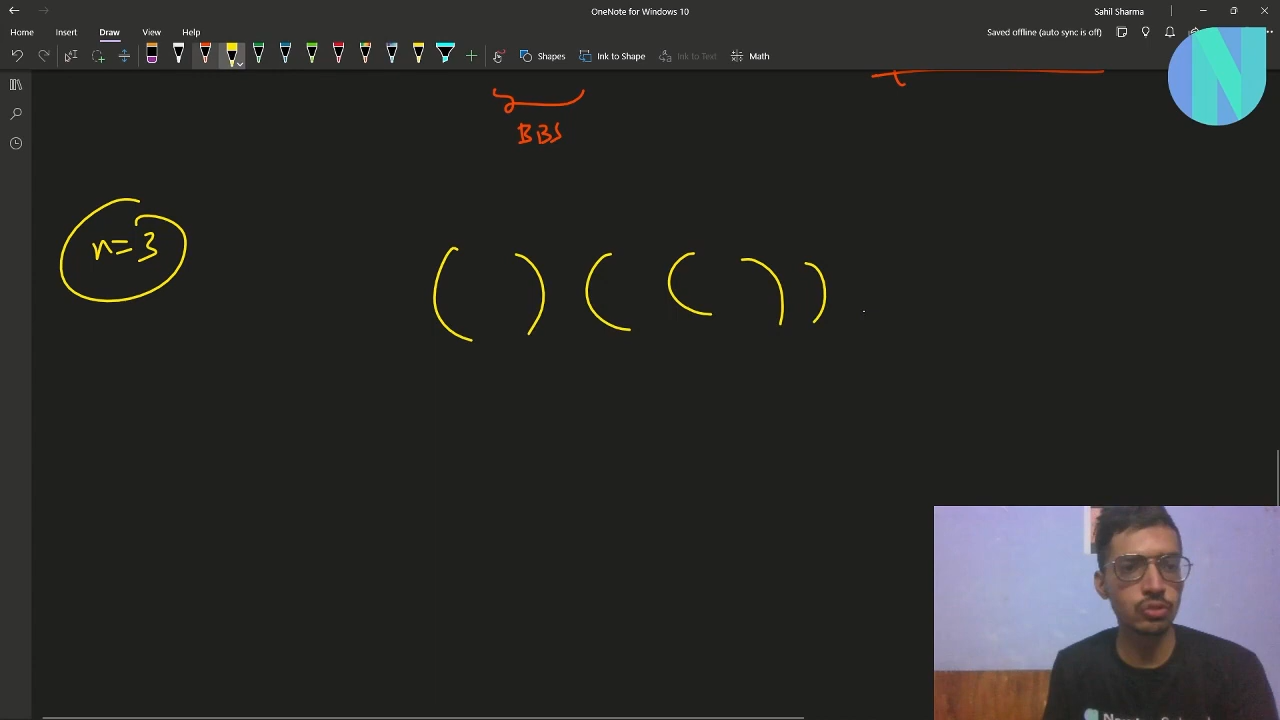 OneNote for Windows 10
Sahil Sharma
Home Insert Draw View Help
Saved offline (auto sync is off)
Shapes Ink to Shape Ink to Text Math
BBS
n=3
( ) ( ( ) )